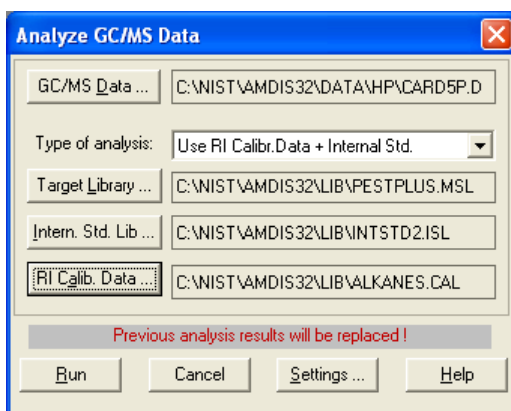 Analyze GC/MS Data
GC/MS Data ... C:\NIST\AMDIS32\DATA\HP\CARD5P.D
Type of analysis: Use RI Calibr.Data + Internal Std.
Target Library ... C:\NIST\AMDIS32\LIB\PESTPLUS.MSL
Intern. Std. Lib ... C:\NIST\AMDIS32\LIB\INTSTD2.ISL
RI Calib. Data ... C:\NIST\AMDIS32\LIB\ALKANES.CAL
Previous analysis results will be replaced !
Run Cancel Settings ... Help